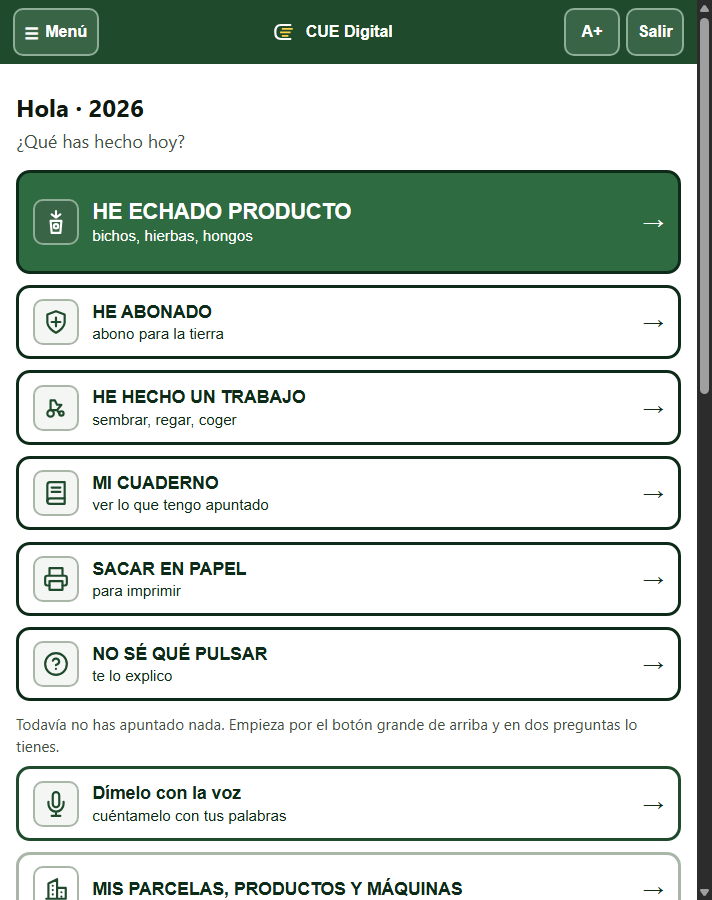 Menú
CUE Digital
A+
Salir
Hola · 2026
¿Qué has hecho hoy?
HE ECHADO PRODUCTO
bichos, hierbas, hongos
→
HE ABONADO
abono para la tierra
→
HE HECHO UN TRABAJO
sembrar, regar, coger
→
MI CUADERNO
ver lo que tengo apuntado
→
SACAR EN PAPEL
para imprimir
→
NO SÉ QUÉ PULSAR
te lo explico
→
Todavía no has apuntado nada. Empieza por el botón grande de arriba y en dos preguntas lo
tienes.
Dímelo con la voz
cuéntamelo con tus palabras
→
MIS PARCELAS, PRODUCTOS Y MÁQUINAS
→